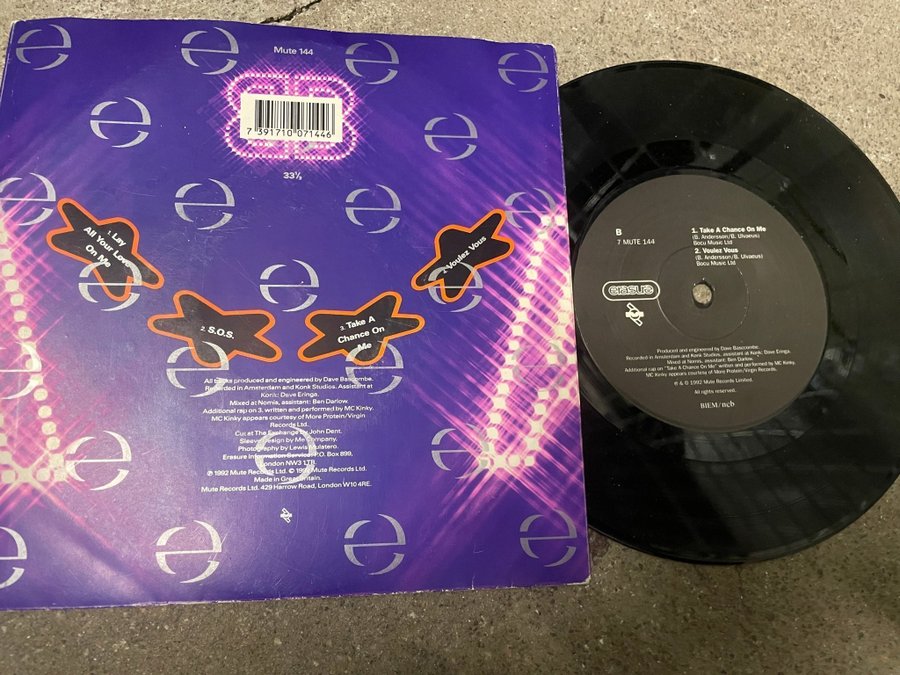 Mute 144
7 391710 071446
33⅓
1. Lay
All Your Love
On Me
2. S.O.S.
3. Take A
Chance On
Me
Voulez Vous
All tracks produced and engineered by Dave Bascombe.
Recorded in Amsterdam and Konk Studios. Assistant at
Konk: Dave Eringa.
Mixed at Nomis, assistant: Ben Darlow.
Additional rap on 3. written and performed by MC Kinky.
MC Kinky appears courtesy of More Protein/Virgin
Records Ltd.
Cut at The Exchange by John Dent.
Sleeve design by Me Company.
Photography by Lewis
Erasure Information Service: P.O. Box 899,
London NW3 1TR.
℗ 1992 Mute Records Ltd. © 1992 Mute Records Ltd.
Made in Great Britain.
Mute Records Ltd. 429 Harrow Road, London W10 4RE.
B
7 MUTE 144
1. Take A Chance On Me
(B. Andersson/B. Ulvaeus)
Bocu Music Ltd
2. Voulez Vous
(B. Andersson/B. Ulvaeus)
Bocu Music Ltd
erasure
Produced and engineered by Dave Bascombe.
Recorded in Amsterdam and Konk Studios, assistant at Konk: Dave Eringa.
Mixed at Nomis, assistant: Ben Darlow.
Additional rap on "Take A Chance On Me" written and performed by MC Kinky.
MC Kinky appears courtesy of More Protein/Virgin Records.
℗ & © 1992 Mute Records Limited.
All rights reserved.
BIEM/ncb